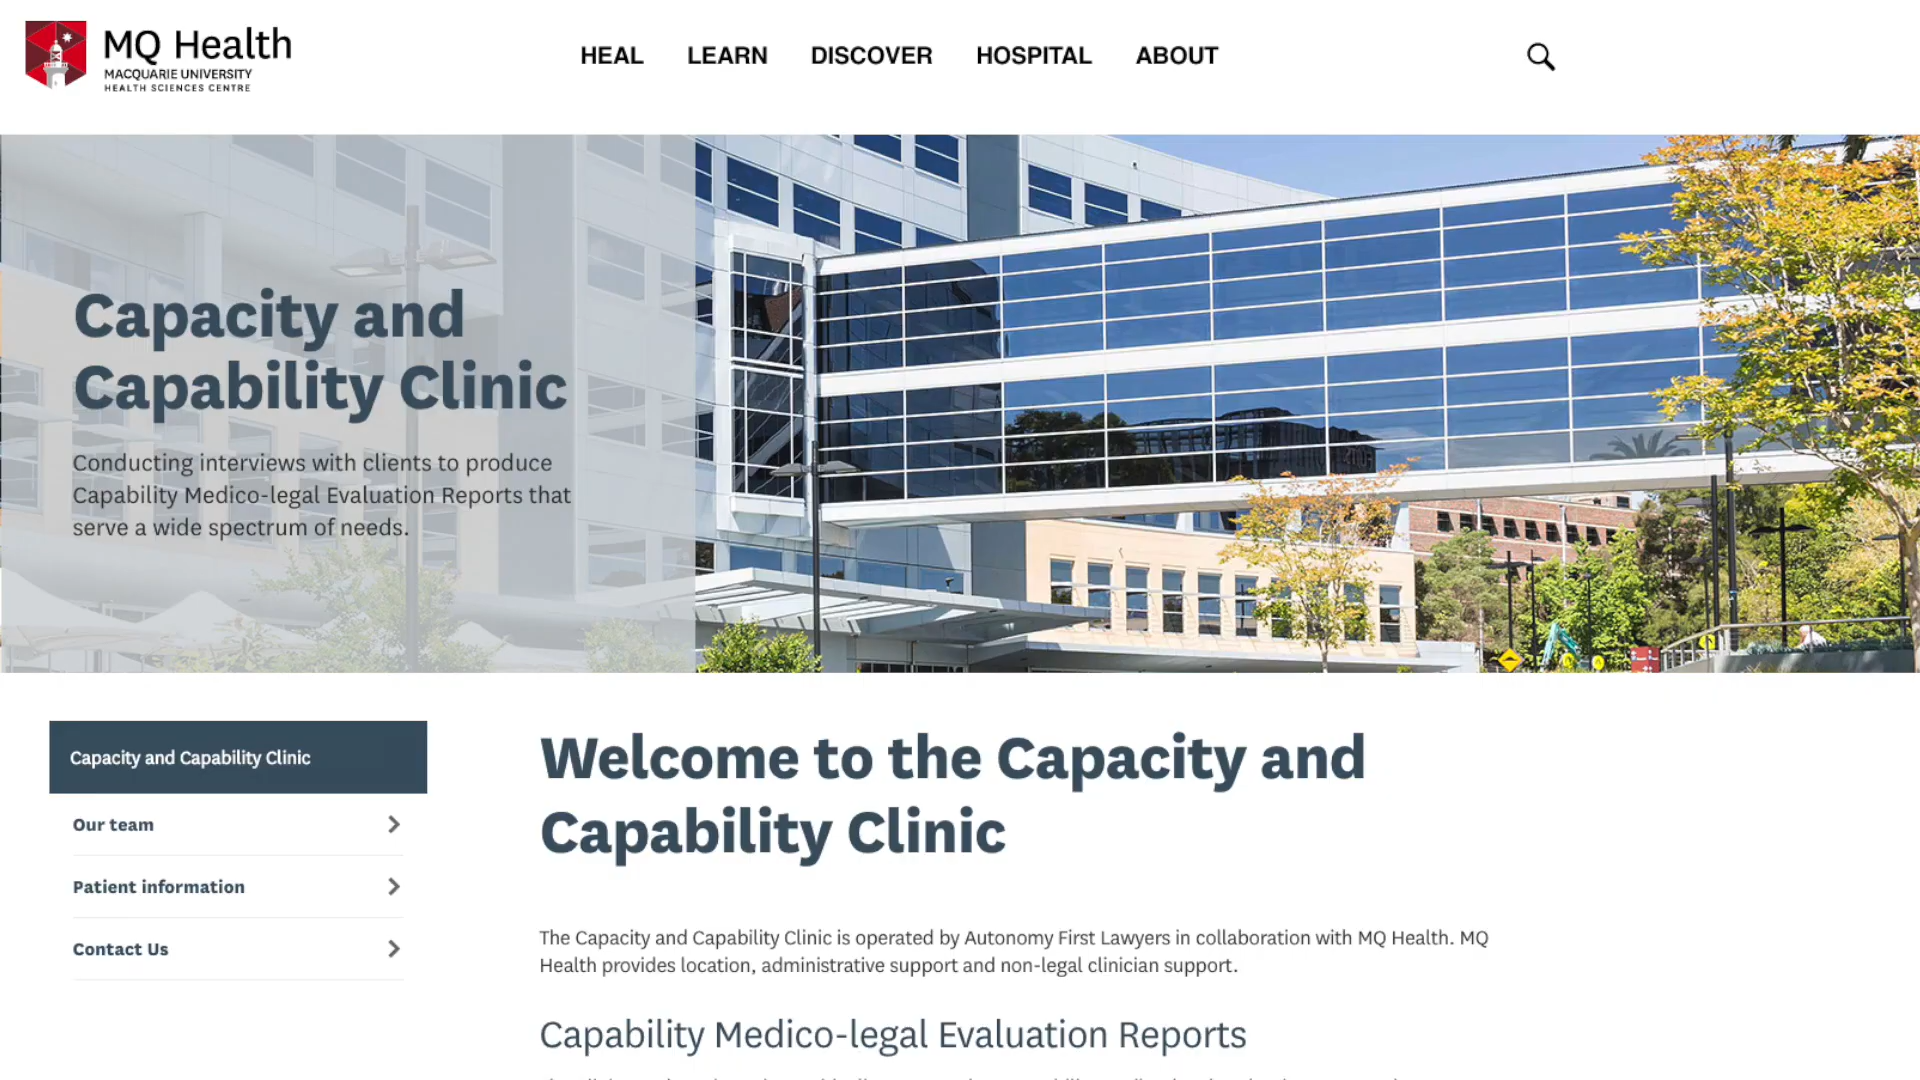 MQ Health
MACQUARIE UNIVERSITY
HEALTH SCIENCES CENTRE
HEAL LEARN DISCOVER HOSPITAL ABOUT
Capacity and
Capability Clinic
Conducting interviews with clients to produce
Capability Medico-legal Evaluation Reports that
serve a wide spectrum of needs.
Capacity and Capability Clinic
Our team
Patient information
Contact Us
Welcome to the Capacity and
Capability Clinic
The Capacity and Capability Clinic is operated by Autonomy First Lawyers in collaboration with MQ Health. MQ
Health provides location, administrative support and non-legal clinician support.
Capability Medico-legal Evaluation Reports